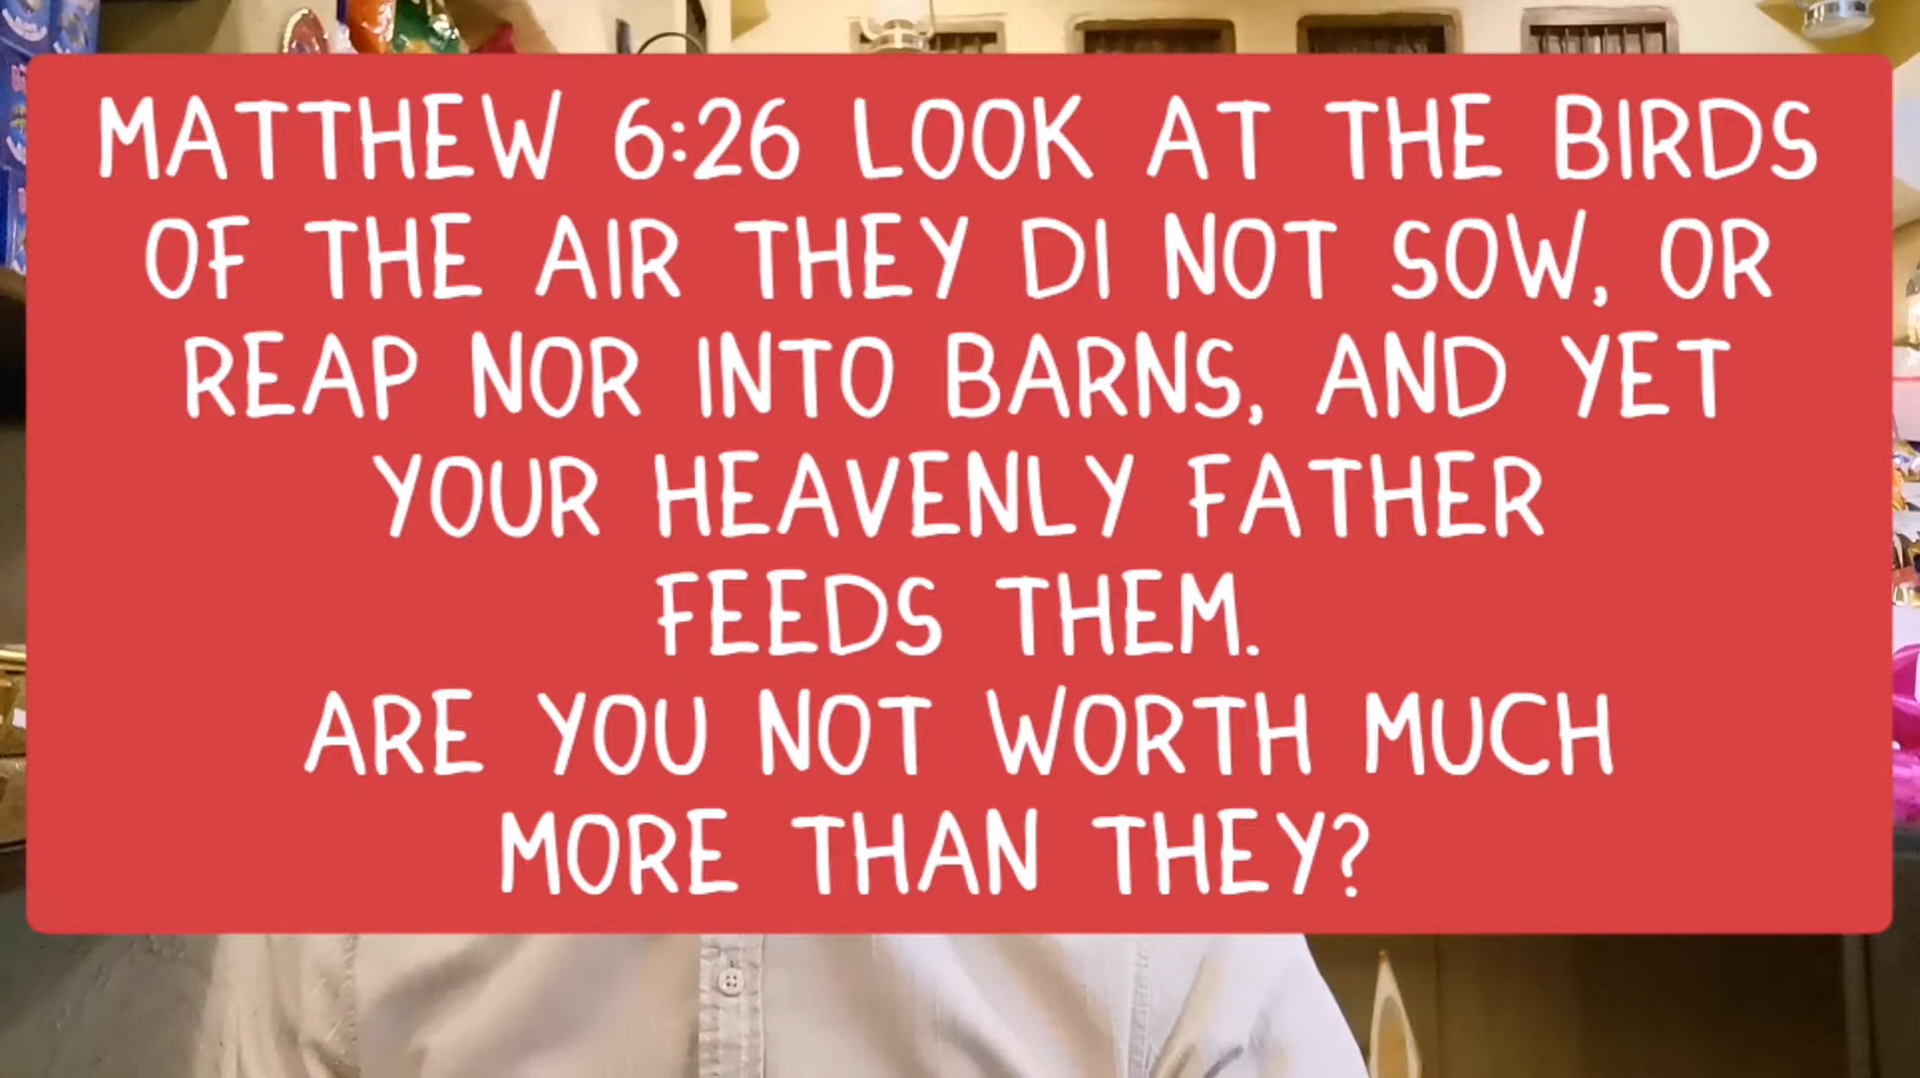 MATTHEW 6:26 LOOK AT THE BIRDS
OF THE AIR THEY DI NOT SOW, OR
REAP NOR INTO BARNS, AND YET
YOUR HEAVENLY FATHER
FEEDS THEM.
ARE YOU NOT WORTH MUCH
MORE THAN THEY?